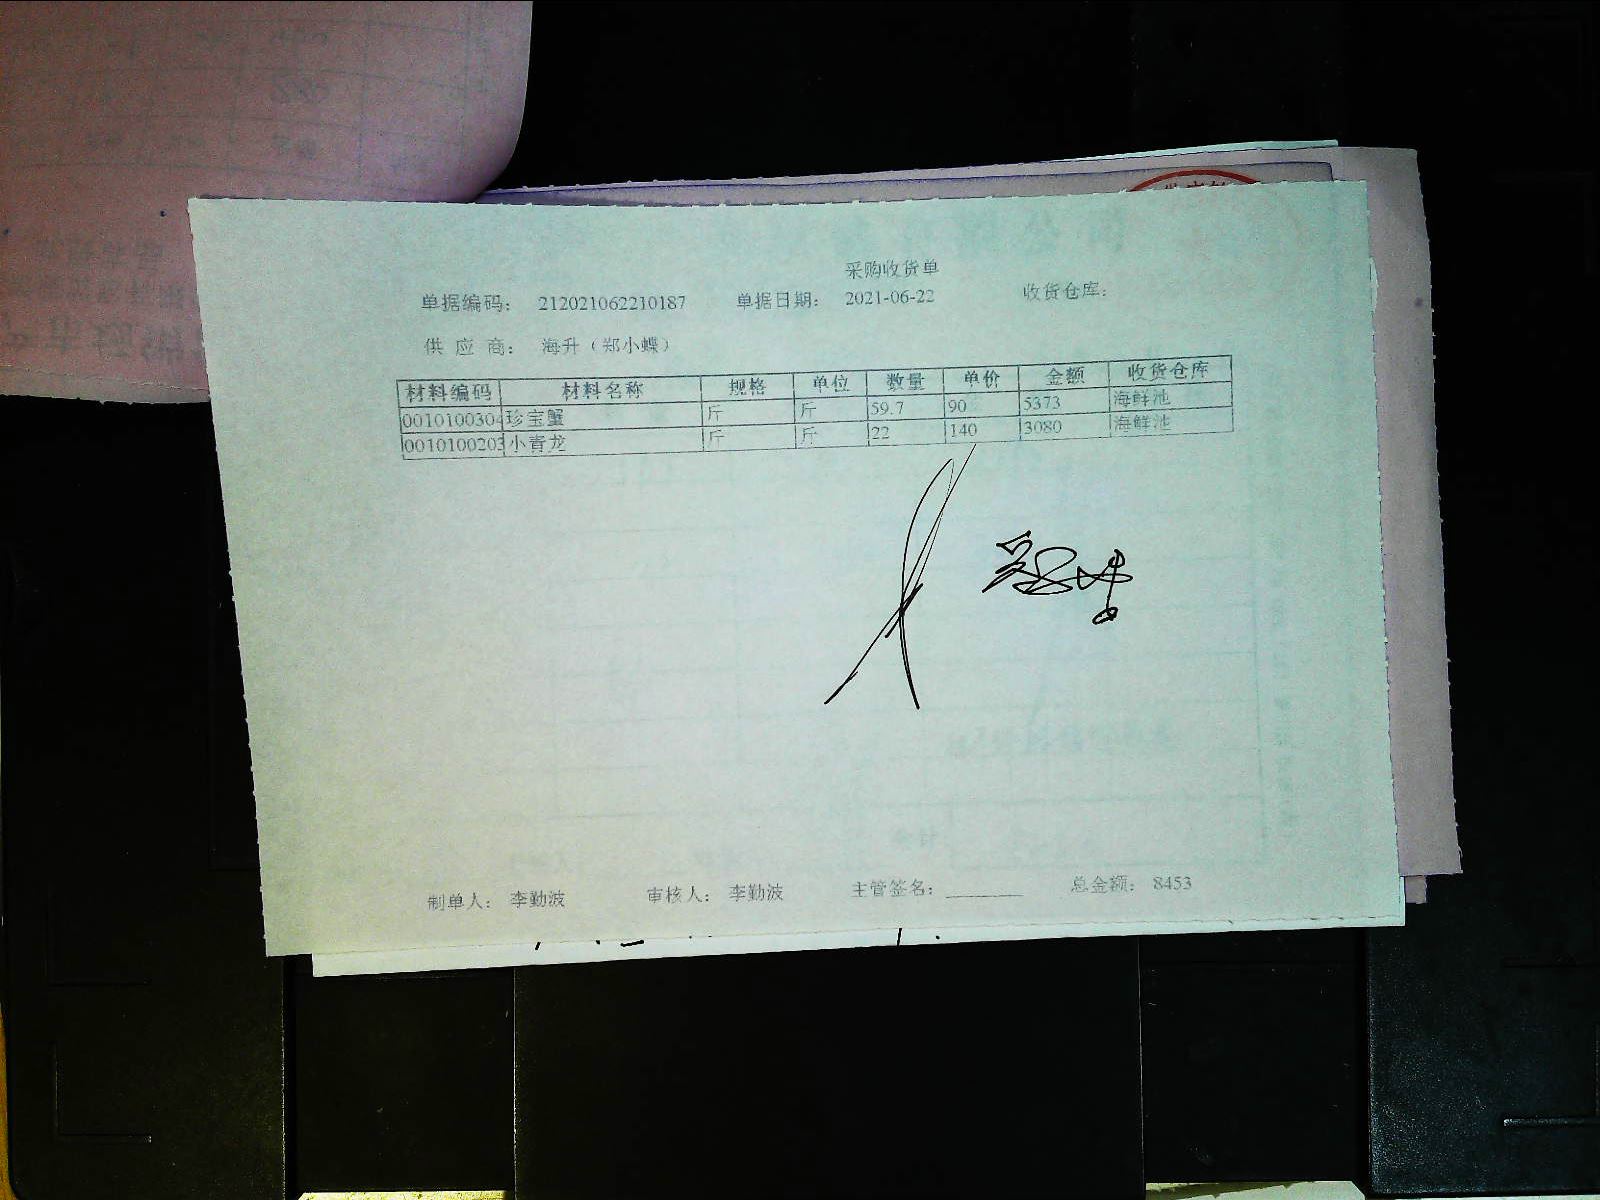 采购收货单
单据编码： 212021062210187 单据日期： 2021-06-22 收货仓库：
供 应 商： 海升（郑小蝶）
材料编码 材料名称 规格 单位 数量 单价 金额 收货仓库
0010100304 珍宝蟹 斤 斤 59.7 90 5373 海鲜池
0010100203 小青龙 斤 斤 22 140 3080 海鲜池
制单人： 李勤波 审核人： 李勤波 主管签名： 总金额： 8453